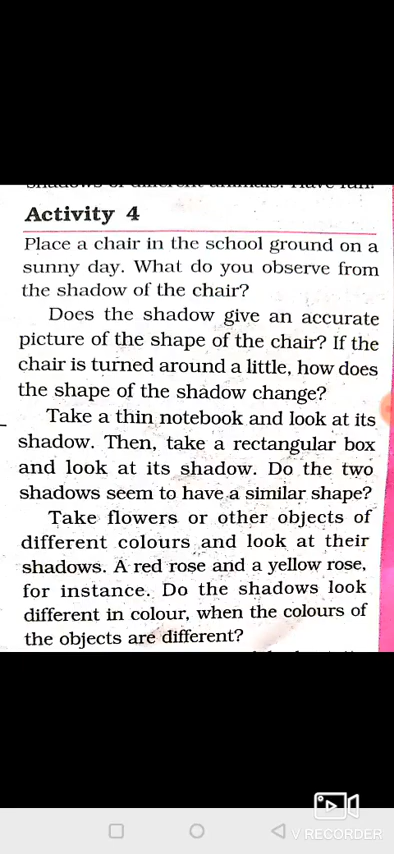 Activity 4
Place a chair in the school ground on a
sunny day. What do you observe from
the shadow of the chair?
Does the shadow give an accurate
picture of the shape of the chair? If the
chair is turned around a little, how does
the shape of the shadow change?
Take a thin notebook and look at its
shadow. Then, take a rectangular box
and look at its shadow. Do the two
shadows seem to have a similar shape?
Take flowers or other objects of
different colours and look at their
shadows. A red rose and a yellow rose,
for instance. Do the shadows look
different in colour, when the colours of
the objects are different?
V RECORDER